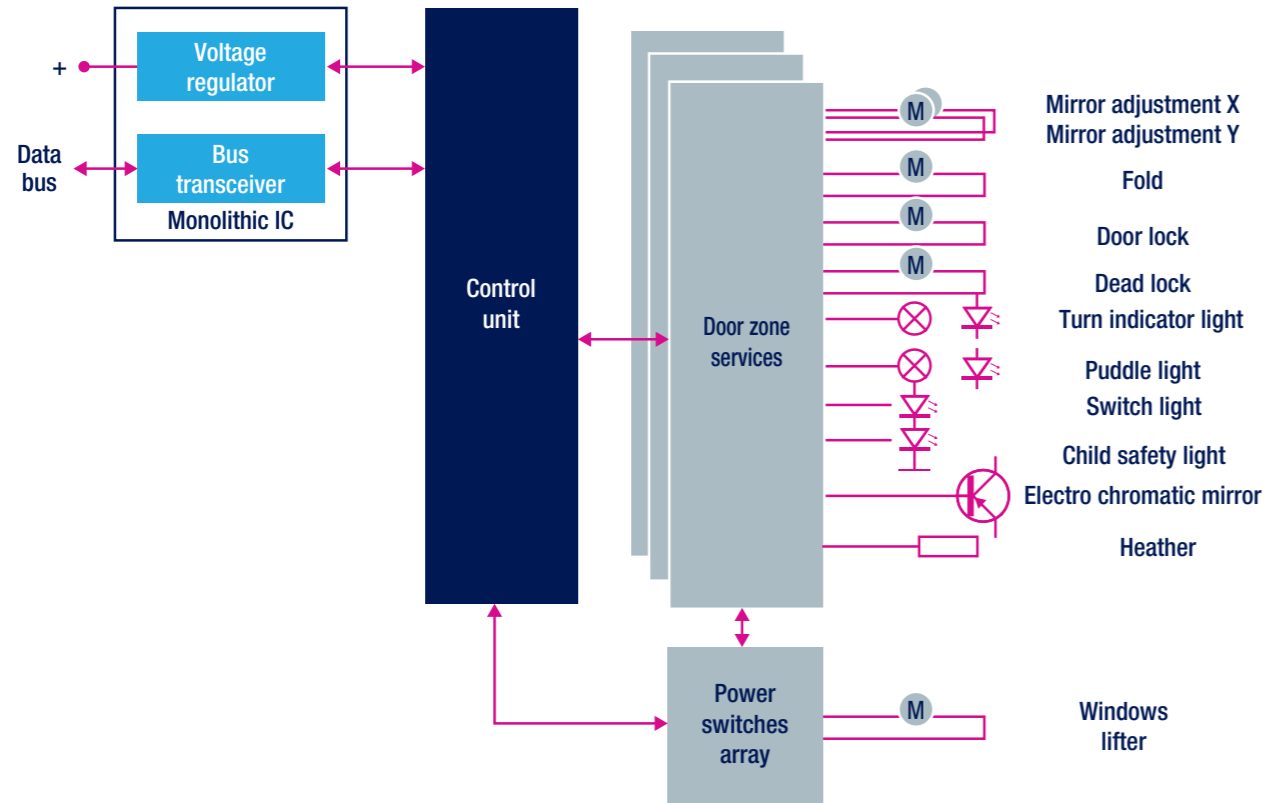 +
Voltage
regulator
Data
bus
Bus
transceiver
Monolithic IC
Control
unit
Door zone
services
Power
switches
array
M
Mirror adjustment X
Mirror adjustment Y
M
Fold
M
Door lock
M
Dead lock
Turn indicator light
Puddle light
Switch light
Child safety light
Electro chromatic mirror
Heather
M
Windows
lifter